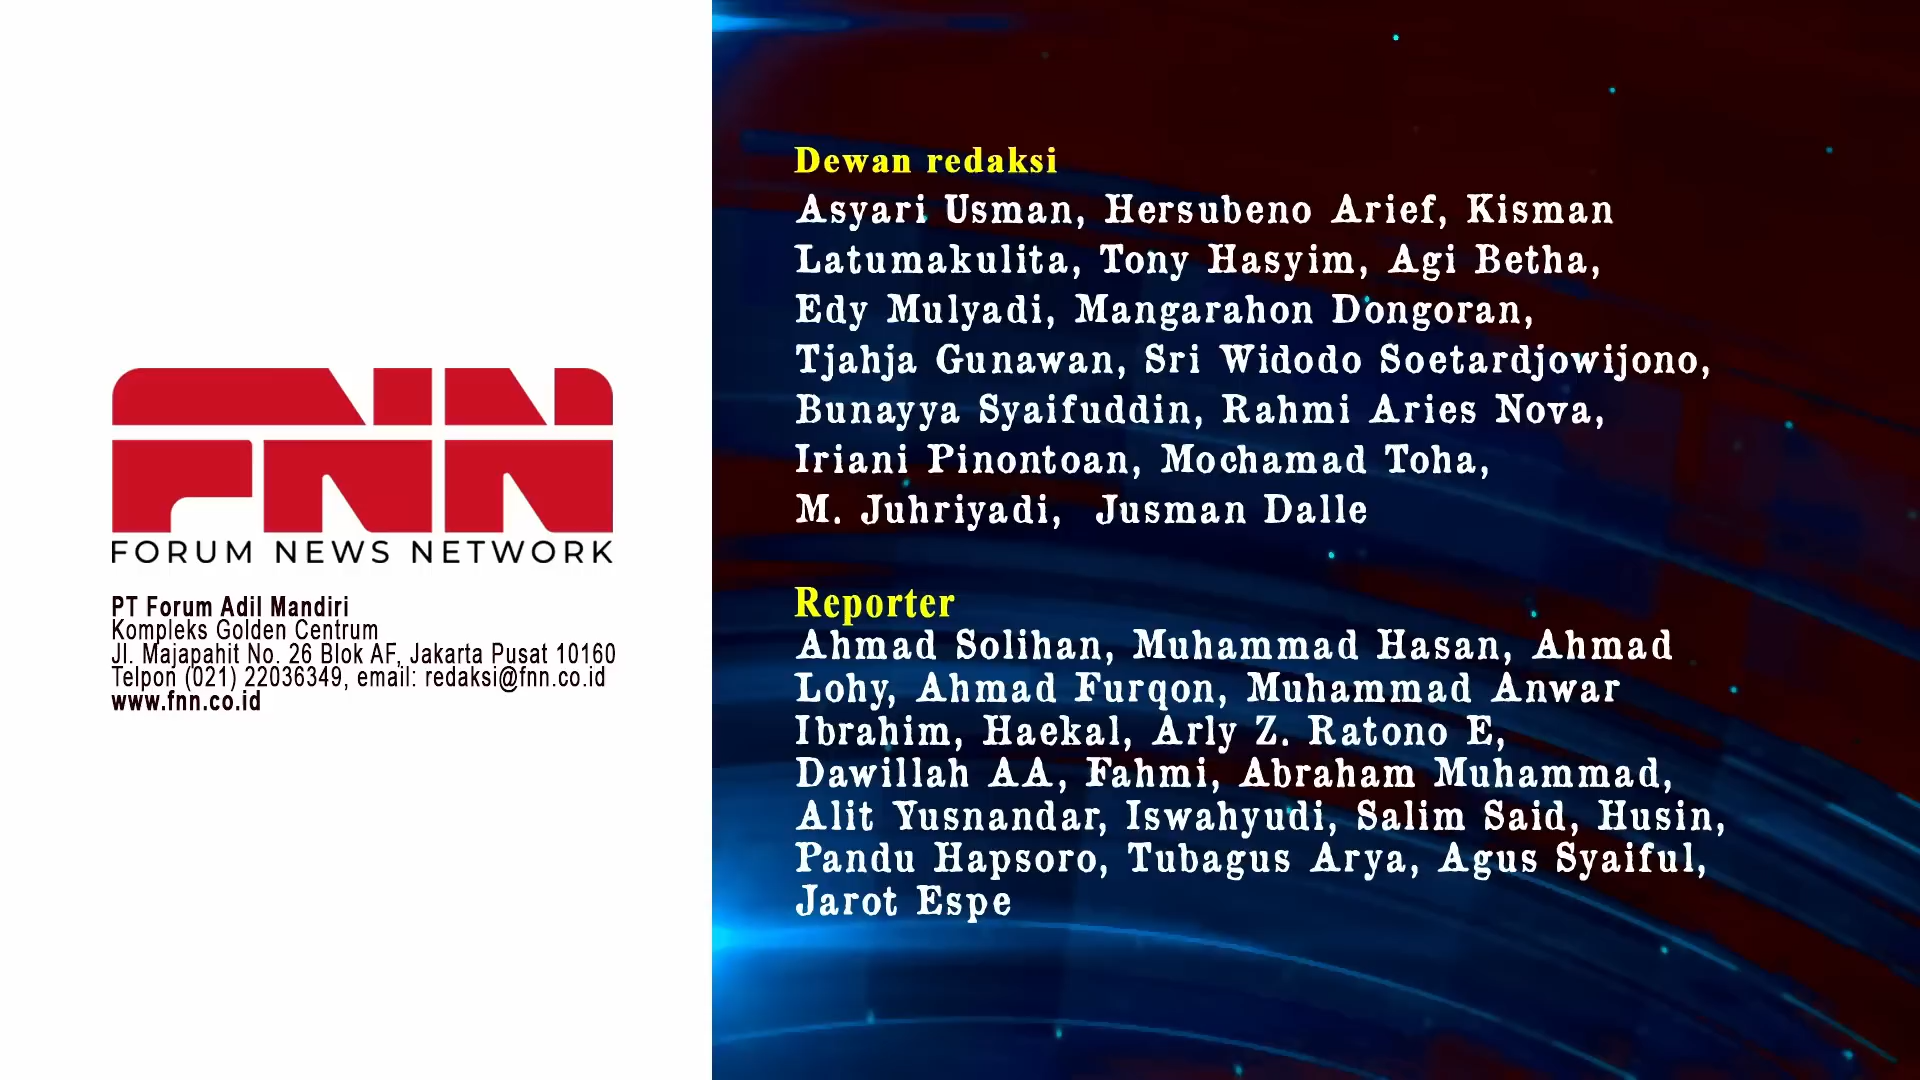 FNN
FORUM NEWS NETWORK
PT Forum Adil Mandiri
Kompleks Golden Centrum
Jl. Majapahit No. 26 Blok AF, Jakarta Pusat 10160
Telpon (021) 22036349, email: redaksi@fnn.co.id
www.fnn.co.id
Dewan redaksi
Asyari Usman, Hersubeno Arief, Kisman
Latumakulita, Tony Hasyim, Agi Betha,
Edy Mulyadi, Mangarahon Dongoran,
Tjahja Gunawan, Sri Widodo Soetardjowijono,
Bunayya Syaifuddin, Rahmi Aries Nova,
Iriani Pinontoan, Mochamad Toha,
M. Juhriyadi, Jusman Dalle
Reporter
Ahmad Solihan, Muhammad Hasan, Ahmad
Lohy, Ahmad Furqon, Muhammad Anwar
Ibrahim, Haekal, Arly Z. Ratono E,
Dawillah AA, Fahmi, Abraham Muhammad,
Alit Yusnandar, Iswahyudi, Salim Said, Husin,
Pandu Hapsoro, Tubagus Arya, Agus Syaiful,
Jarot Espe